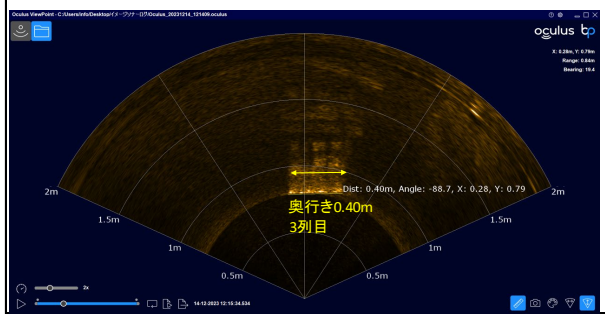 Oculus ViewPoint - C:/Users/info/Desktop/イメージソナーログ/Oculus_20231214_121409.oculus
oculus bp
X: 0.28m, Y: 0.79m
Range: 0.84m
Bearing: 19.4
Dist: 0.40m, Angle: -88.7, X: 0.28, Y: 0.79
奥行き0.40m
3列目
2m
2m
1.5m
1.5m
1m
1m
0.5m
0.5m
2x
14-12-2023 12:15:34.534